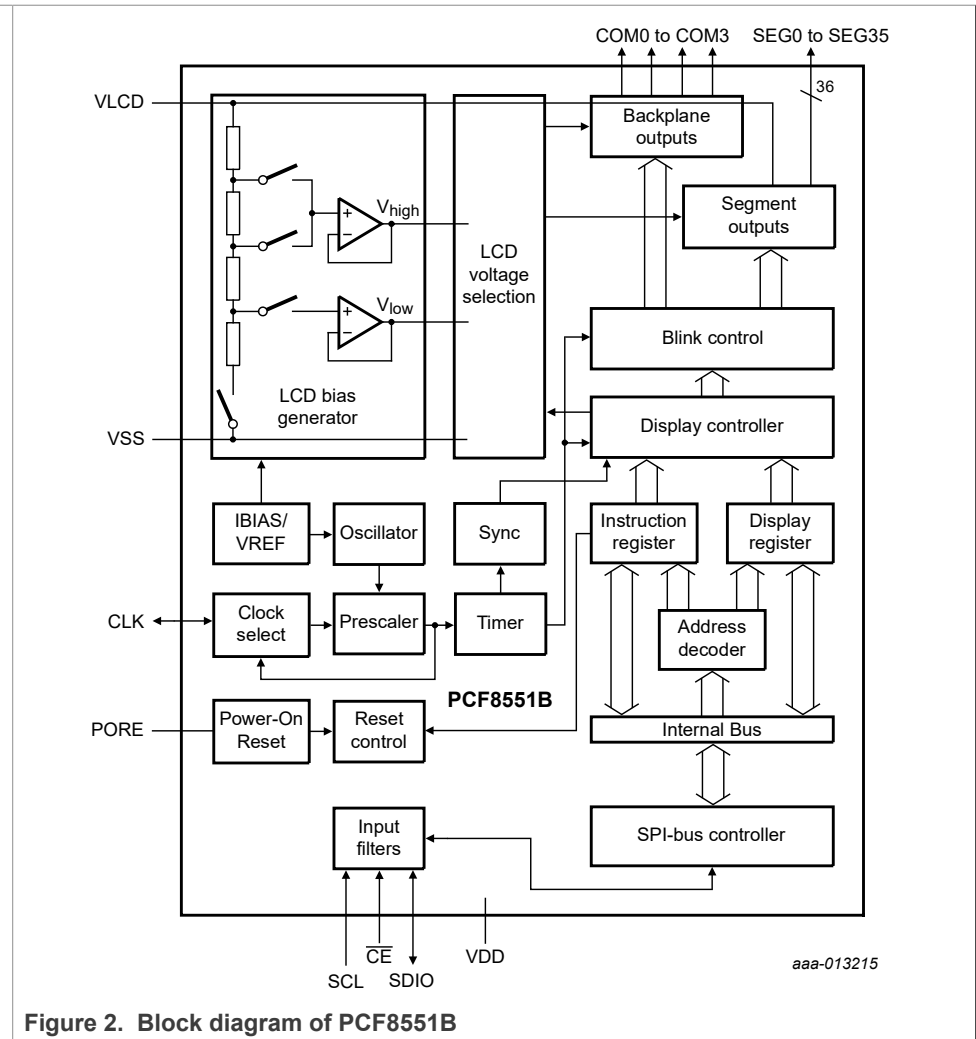 COM0 to COM3
SEG0 to SEG35
36
VLCD
Backplane
outputs
Vhigh
Segment
outputs
LCD
voltage
selection
Vlow
Blink control
LCD bias
generator
Display controller
VSS
IBIAS/
VREF
Oscillator
Sync
Instruction
register
Display
register
CLK
Clock
select
Prescaler
Timer
Address
decoder
PCF8551B
PORE
Power-On
Reset
Reset
control
Internal Bus
Input
filters
SPI-bus controller
SCL
CE
SDIO
VDD
aaa-013215
Figure 2. Block diagram of PCF8551B